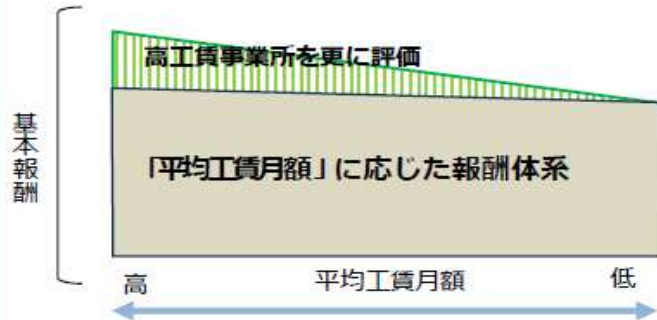 高工賃事業所を更に評価
基本報酬
「平均工賃月額」に応じた報酬体系
高 平均工賃月額 低